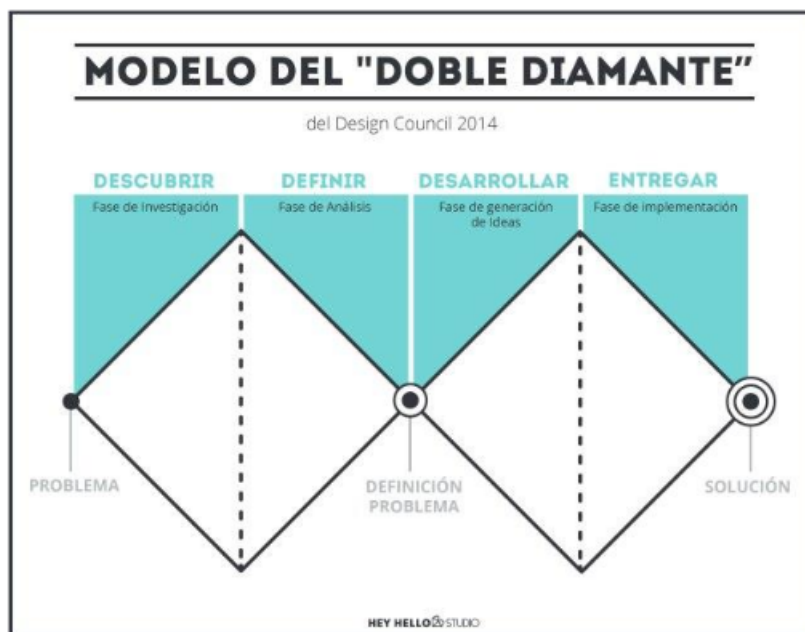 MODELO DEL "DOBLE DIAMANTE”
del Design Council 2014
DESCUBRIR
Fase de Investigación
DEFINIR
Fase de Análisis
DESARROLLAR
Fase de generación
de Ideas
ENTREGAR
Fase de implementación
PROBLEMA
DEFINICIÓN
PROBLEMA
SOLUCIÓN
HEY HELLO STUDIO